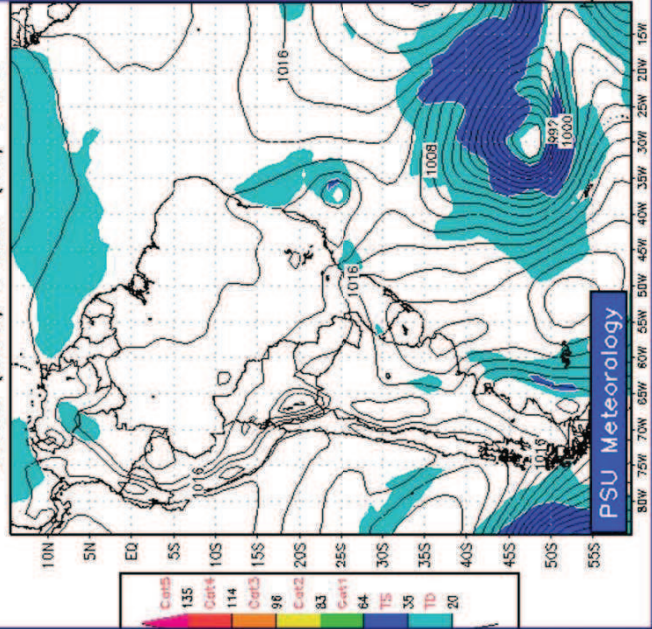 10N
5N
EQ
5S
10S
15S
20S
25S
30S
35S
40S
45S
50S
55S
80W
75W
70W
65W
60W
55W
50W
45W
40W
35W
30W
25W
20W
15W
1016
1008
992
1000
1016
1016
1016
PSU Meteorology
Cat5
135
Cat4
114
Cat3
96
Cat2
83
Cat1
64
TS
35
TD
20